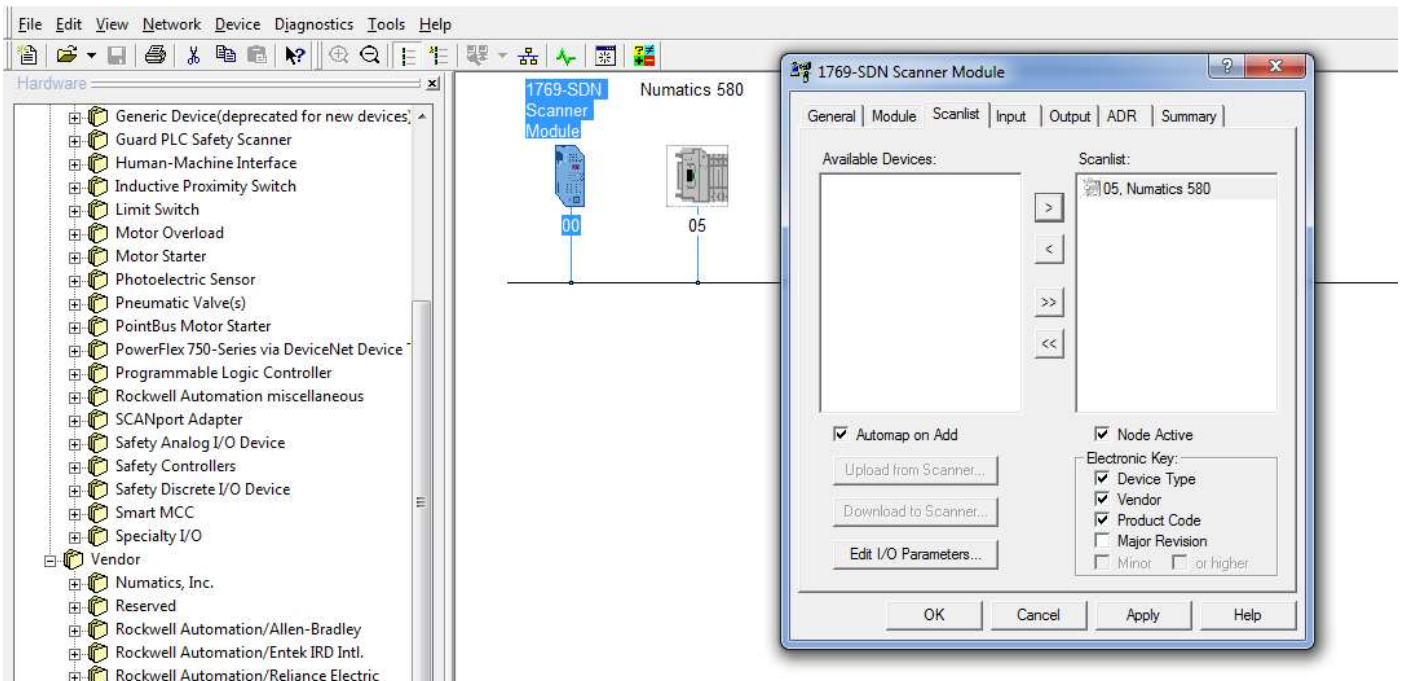 File Edit View Network Device Diagnostics Tools Help
Hardware
Generic Device(deprecated for new devices)
Guard PLC Safety Scanner
Human-Machine Interface
Inductive Proximity Switch
Limit Switch
Motor Overload
Motor Starter
Photoelectric Sensor
Pneumatic Valve(s)
PointBus Motor Starter
PowerFlex 750-Series via DeviceNet Device
Programmable Logic Controller
Rockwell Automation miscellaneous
SCANport Adapter
Safety Analog I/O Device
Safety Controllers
Safety Discrete I/O Device
Smart MCC
Specialty I/O
Vendor
Numatics, Inc.
Reserved
Rockwell Automation/Allen-Bradley
Rockwell Automation/Entek IRD Intl.
Rockwell Automation/Reliance Electric
1769-SDN
Scanner
Module
00
Numatics 580
05
1769-SDN Scanner Module
General Module Scanlist Input Output ADR Summary
Available Devices:
Scanlist:
05, Numatics 580
>
<
>>
<<
Automap on Add
Upload from Scanner...
Download to Scanner...
Edit I/O Parameters...
Node Active
Electronic Key:
Device Type
Vendor
Product Code
Major Revision
Minor or higher
OK Cancel Apply Help